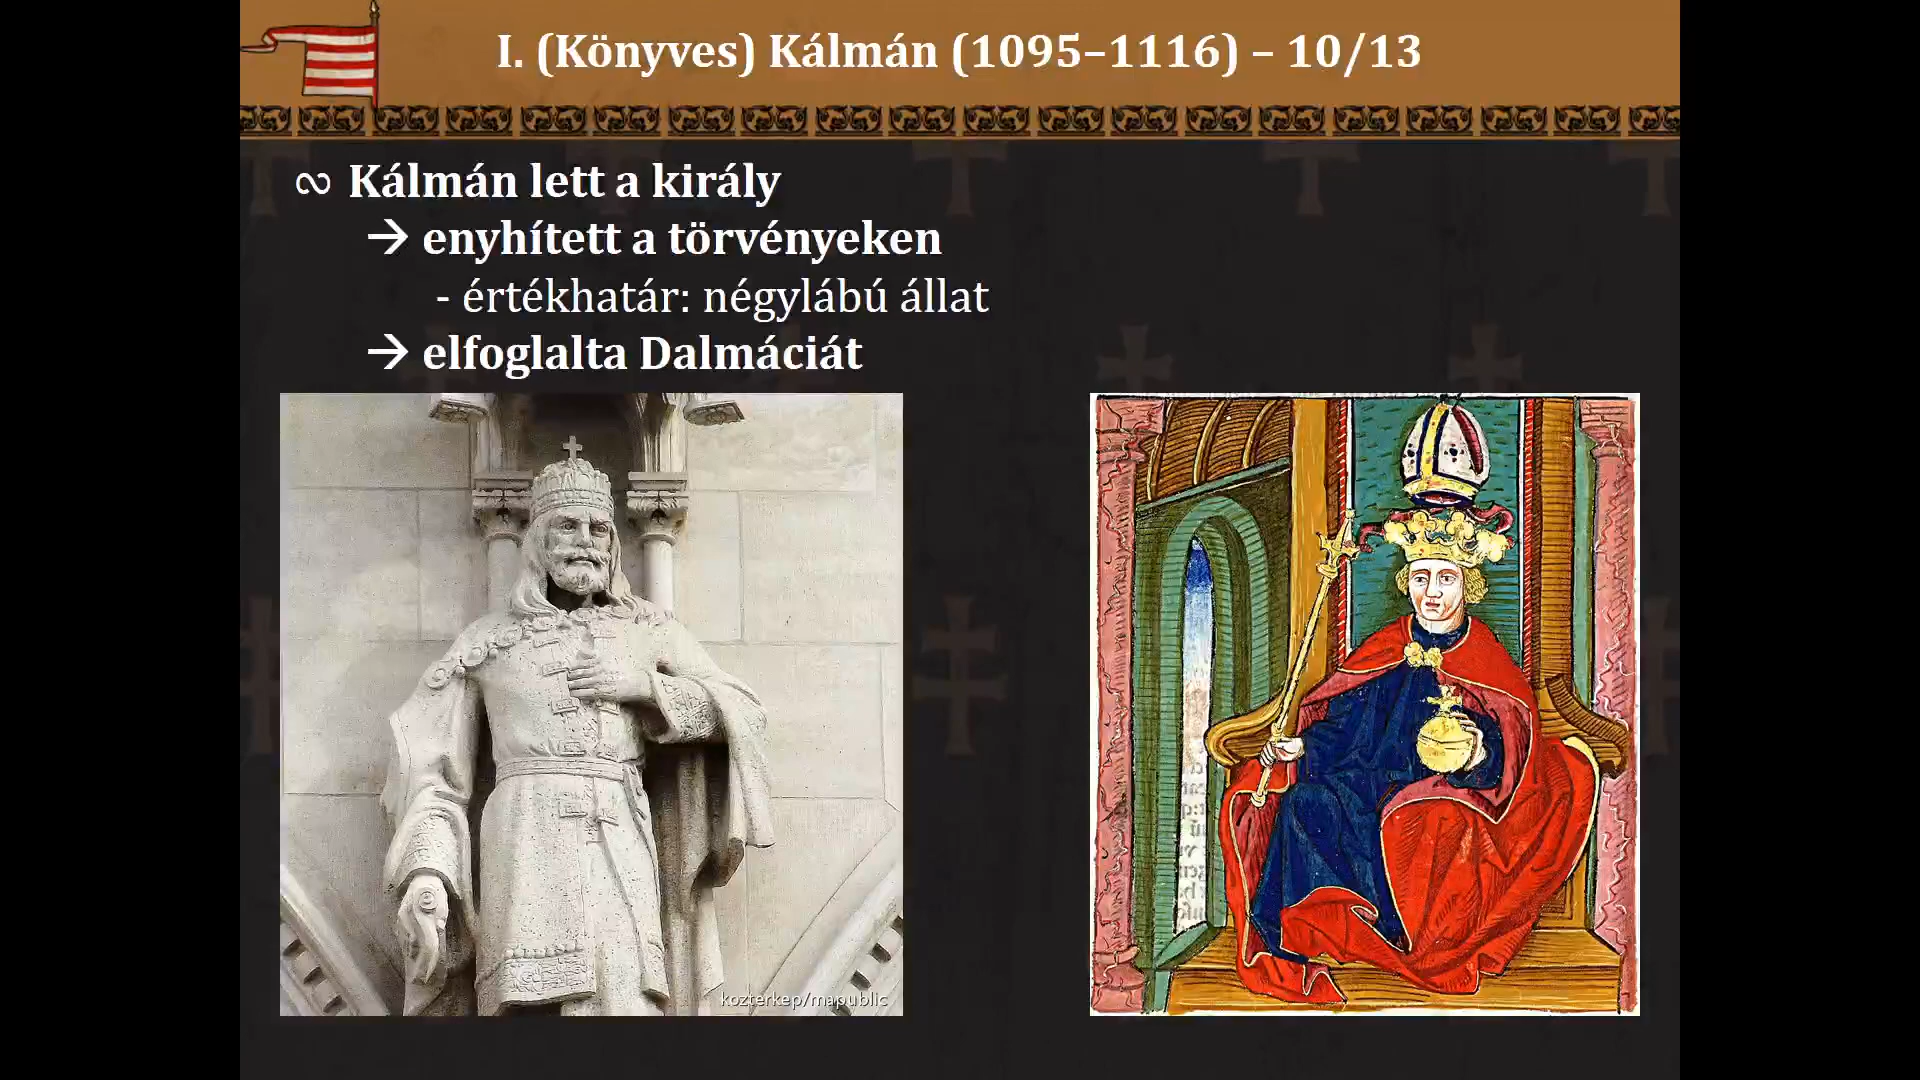 I. (Könyves) Kálmán (1095–1116) – 10/13
∾ Kálmán lett a király
→ enyhített a törvényeken
- értékhatár: négylábú állat
→ elfoglalta Dalmáciát
kozterkep/mapublic